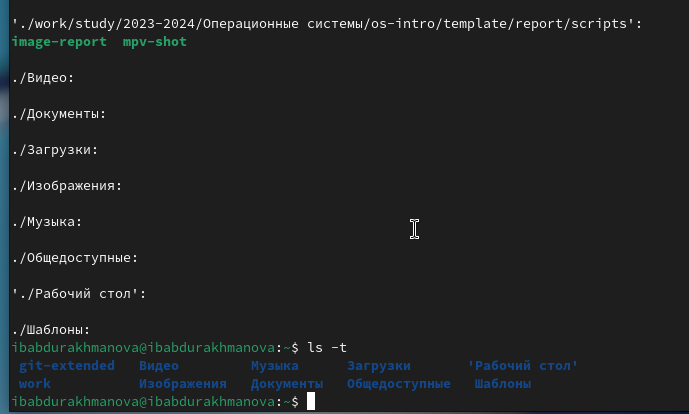 './work/study/2023-2024/Операционные системы/os-intro/template/report/scripts':
image-report  mpv-shot
./Видео:
./Документы:
./Загрузки:
./Изображения:
./Музыка:
./Общедоступные:
'./Рабочий стол':
./Шаблоны:
ibabdurakhmanova@ibabdurakhmanova:~$ ls -t
git-extended  Видео  Музыка  Загрузки  'Рабочий стол'
work  Изображения  Документы  Общедоступные  Шаблоны
ibabdurakhmanova@ibabdurakhmanova:~$